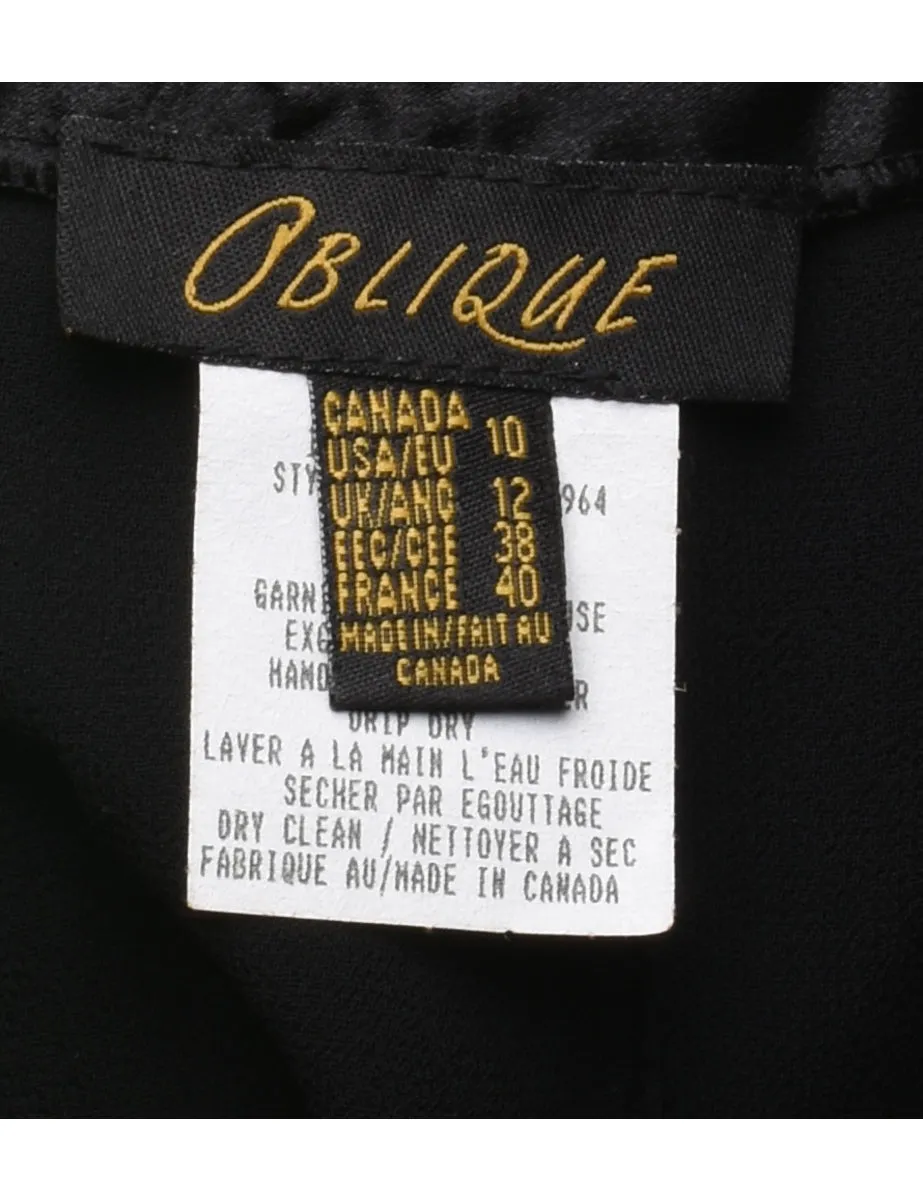 OBLIQUE
CANADA
USA/EU 10
UK/ANG 12
EEC/CEE 38
FRANCE 40
MADE IN/FAIT AU
CANADA
STY 964
GARN USE
EXC
HAND ER
DRIP DRY
LAVER A LA MAIN L'EAU FROIDE
SECHER PAR EGOUTTAGE
DRY CLEAN / NETTOYER A SEC
FABRIQUE AU/MADE IN CANADA